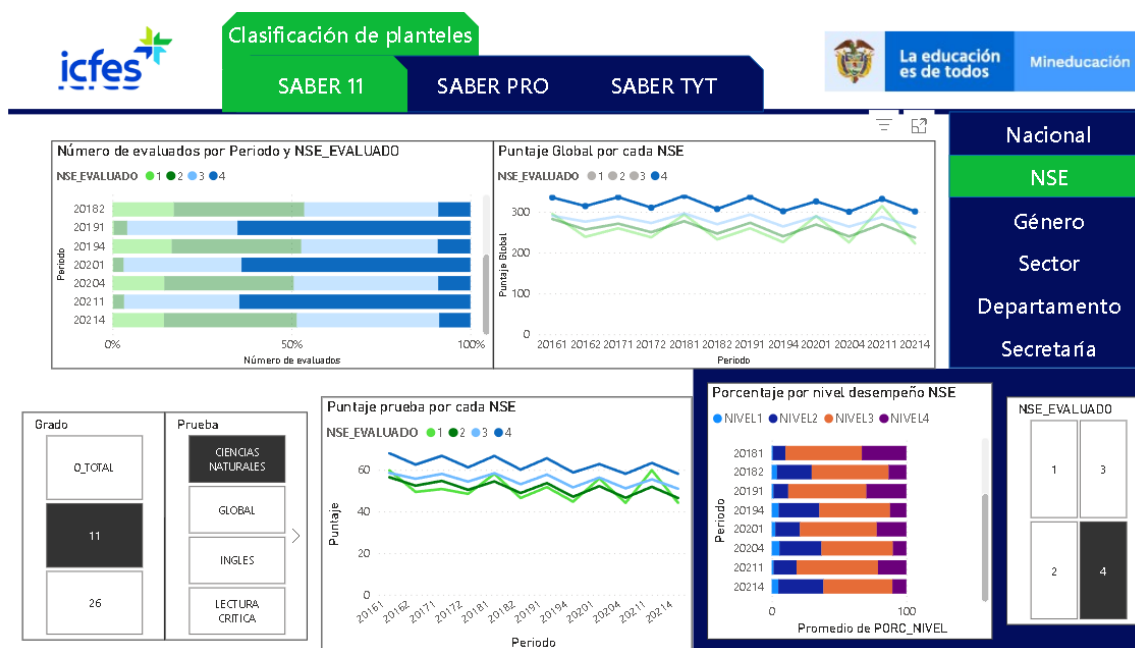 icfes
Clasificación de planteles
SABER 11
SABER PRO
SABER TYT
La educación
es de todos
Mineducación
Nacional
NSE
Género
Sector
Departamento
Secretaría
Número de evaluados por Periodo y NSE_EVALUADO
NSE_EVALUADO 1 2 3 4
Periodo
20182
20191
20194
20201
20204
20211
20214
0% 50% 100%
Número de evaluados
Puntaje Global por cada NSE
NSE_EVALUADO 1 2 3 4
Puntaje Global
300
200
100
0
20161 20162 20171 20172 20181 20182 20191 20194 20201 20204 20211 20214
Periodo
Grado
0_TOTAL
11
26
Prueba
CIENCIAS
NATURALES
GLOBAL
INGLES
LECTURA
CRITICA
Puntaje prueba por cada NSE
NSE_EVALUADO 1 2 3 4
Puntaje
60
40
20
0
20161 20162 20171 20172 20181 20182 20191 20194 20201 20204 20211 20214
Periodo
Porcentaje por nivel desempeño NSE
NIVEL1 NIVEL2 NIVEL3 NIVEL4
Periodo
20181
20182
20191
20194
20201
20204
20211
20214
0 100
Promedio de PORC_NIVEL
NSE_EVALUADO
1 3
2 4